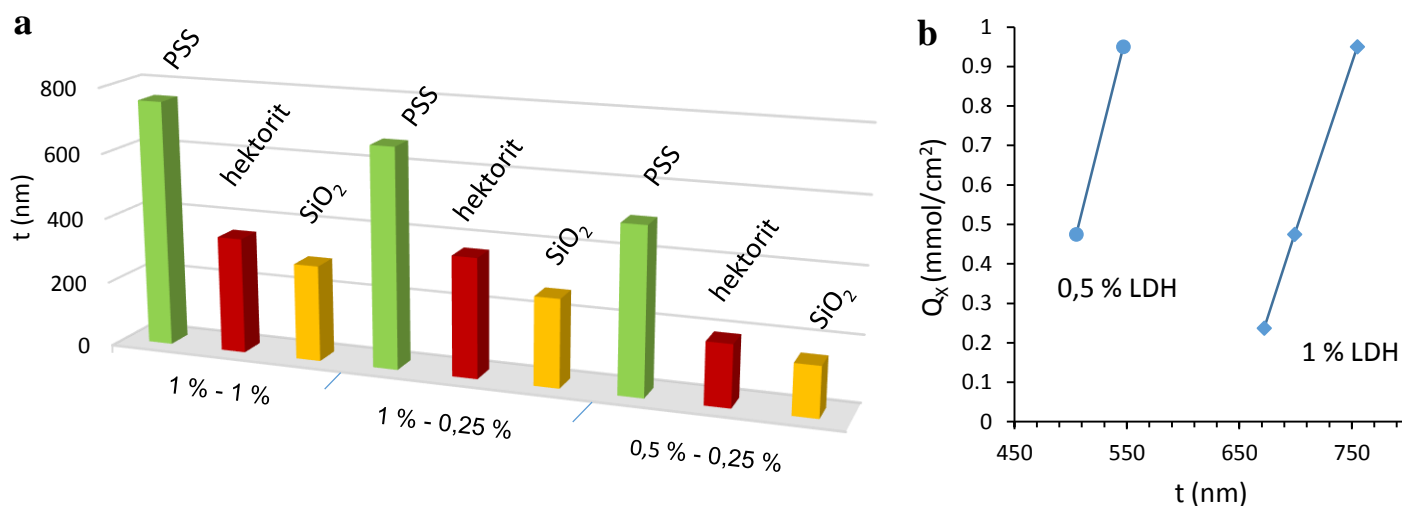 a
t (nm)
800
600
400
200
0
PSS
hektorit
SiO₂
PSS
hektorit
SiO₂
PSS
hektorit
SiO₂
1 % - 1 %
1 % - 0,25 %
0,5 % - 0,25 %
b
Qₓ (mmol/cm²)
1
0.9
0.8
0.7
0.6
0.5
0.4
0.3
0.2
0.1
0
0,5 % LDH
1 % LDH
450
550
650
750
t (nm)